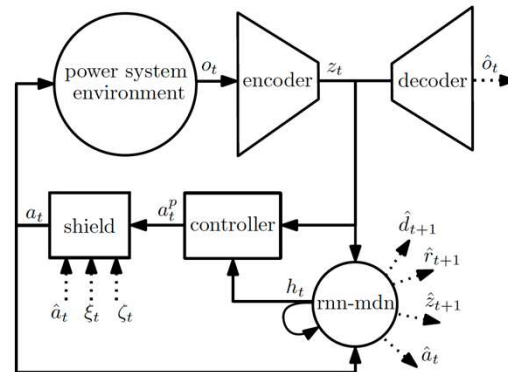 power system
environment
o_t
encoder
z_t
decoder
ô_t
a_t
shield
a_t^p
controller
d̂_{t+1}
r̂_{t+1}
ẑ_{t+1}
â_t
h_t
rnn-mdn
â_t
ξ_t
ζ_t